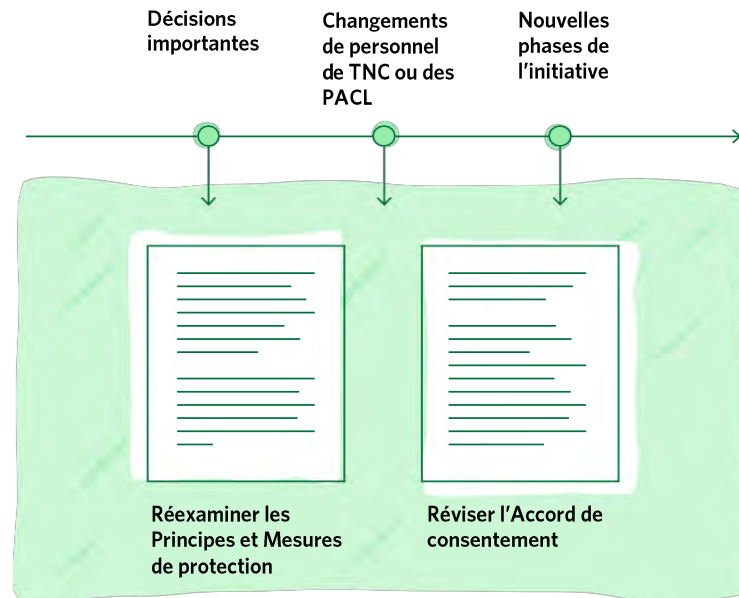 Décisions
importantes
Changements
de personnel
de TNC ou des
PACL
Nouvelles
phases de
l’initiative
Réexaminer les
Principes et Mesures
de protection
Réviser l’Accord de
consentement